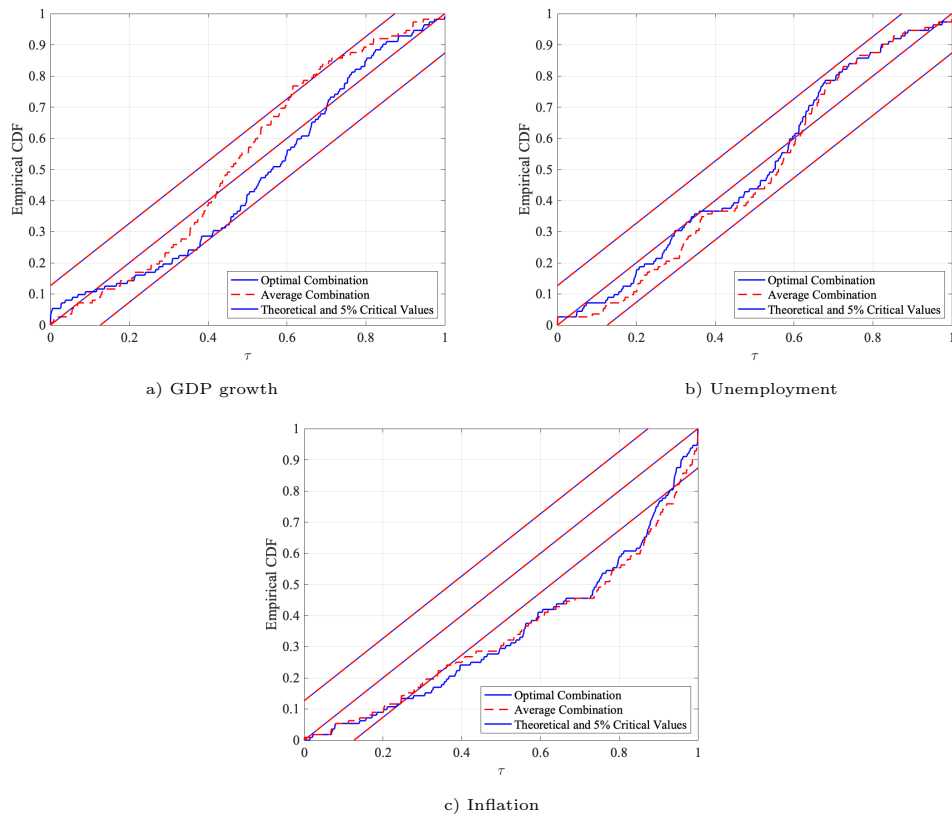 1
0.9
0.8
0.7
0.6
0.5
0.4
0.3
0.2
0.1
0
Empirical CDF
Optimal Combination
Average Combination
Theoretical and 5% Critical Values
0 0.2 0.4 0.6 0.8 1
τ
a) GDP growth
1
0.9
0.8
0.7
0.6
0.5
0.4
0.3
0.2
0.1
0
Empirical CDF
Optimal Combination
Average Combination
Theoretical and 5% Critical Values
0 0.2 0.4 0.6 0.8 1
τ
b) Unemployment
1
0.9
0.8
0.7
0.6
0.5
0.4
0.3
0.2
0.1
0
Empirical CDF
Optimal Combination
Average Combination
Theoretical and 5% Critical Values
0 0.2 0.4 0.6 0.8 1
τ
c) Inflation